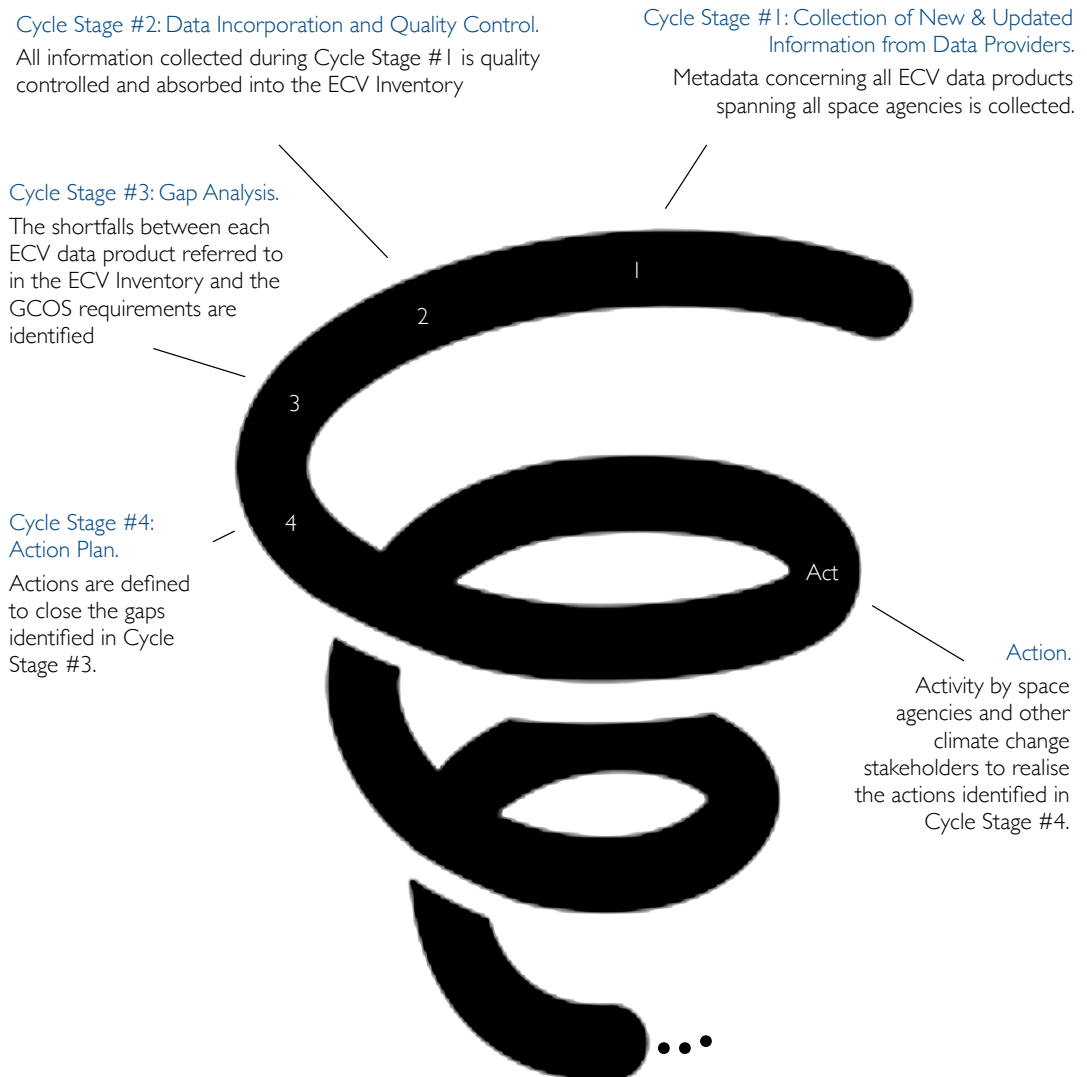 Cycle Stage #2: Data Incorporation and Quality Control.
All information collected during Cycle Stage #1 is quality
controlled and absorbed into the ECV Inventory
Cycle Stage #1: Collection of New & Updated
Information from Data Providers.
Metadata concerning all ECV data products
spanning all space agencies is collected.
Cycle Stage #3: Gap Analysis.
The shortfalls between each
ECV data product referred to
in the ECV Inventory and the
GCOS requirements are
identified
1
2
3
4
Cycle Stage #4:
Action Plan.
Actions are defined
to close the gaps
identified in Cycle
Stage #3.
Act
Action.
Activity by space
agencies and other
climate change
stakeholders to realise
the actions identified in
Cycle Stage #4.